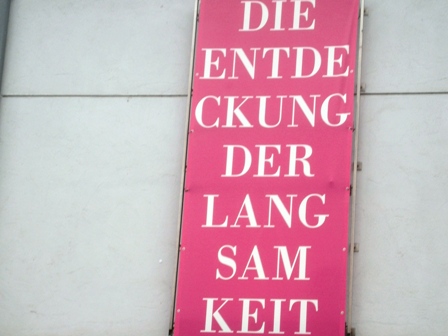 DIE
ENTDE
CKUNG
DER
LANG
SAM
KEIT